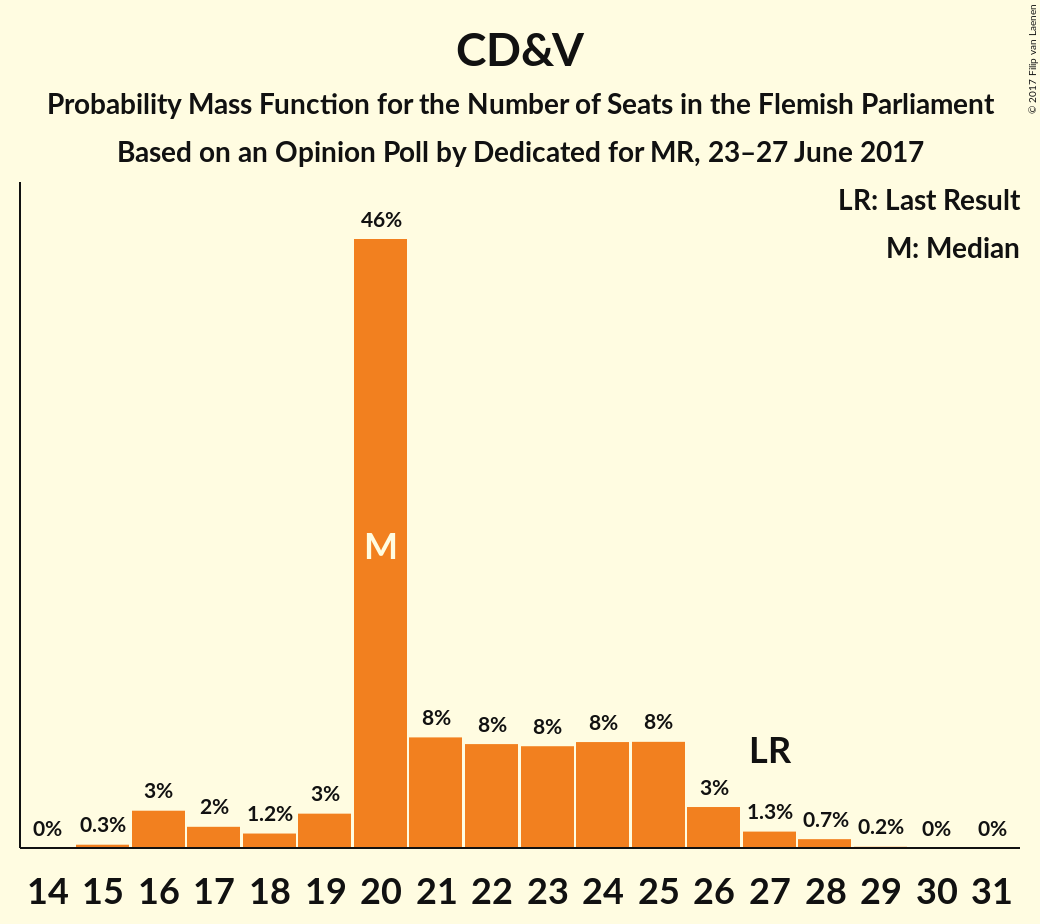 CD&V
Probability Mass Function for the Number of Seats in the Flemish Parliament
Based on an Opinion Poll by Dedicated for MR, 23–27 June 2017
© 2017 Filip van Laenen
LR: Last Result
M: Median
46%
M
8%
8%
8%
8%
8%
LR
3%
2%
1.2%
3%
3%
1.3%
0.7%
0.2%
0%
0%
0%
0.3%
14 15 16 17 18 19 20 21 22 23 24 25 26 27 28 29 30 31